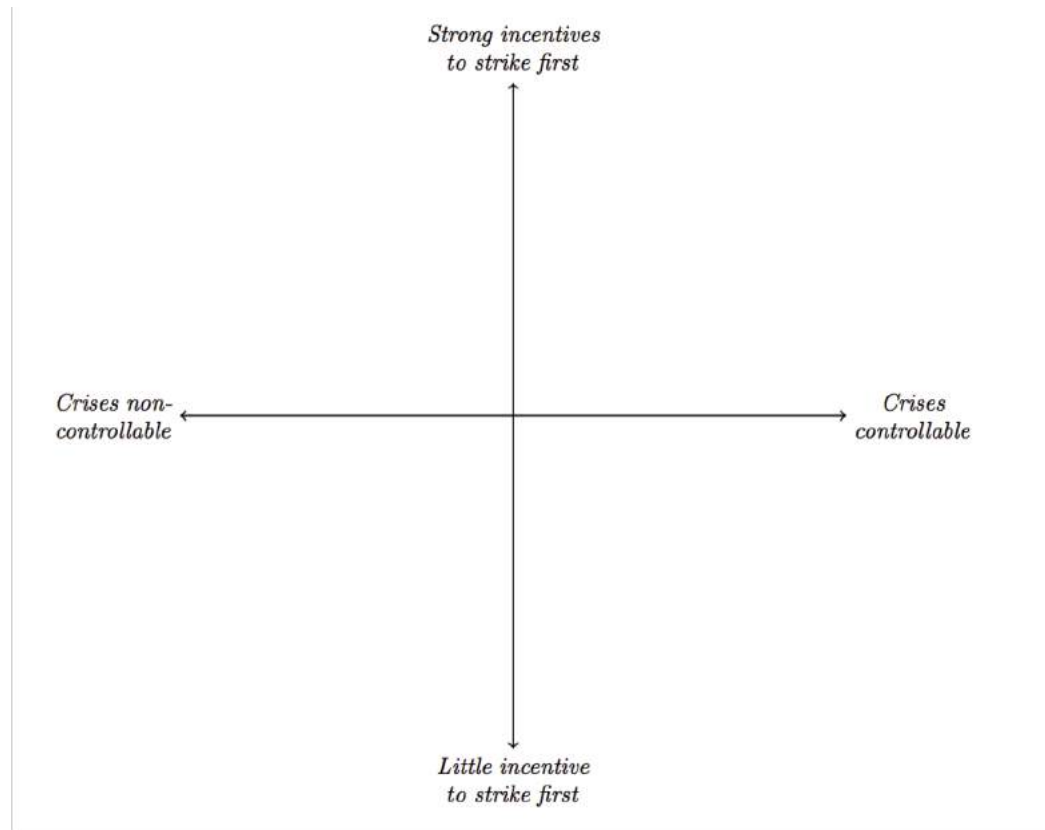 Strong incentives
to strike first
Crises non-
controllable
Crises
controllable
Little incentive
to strike first